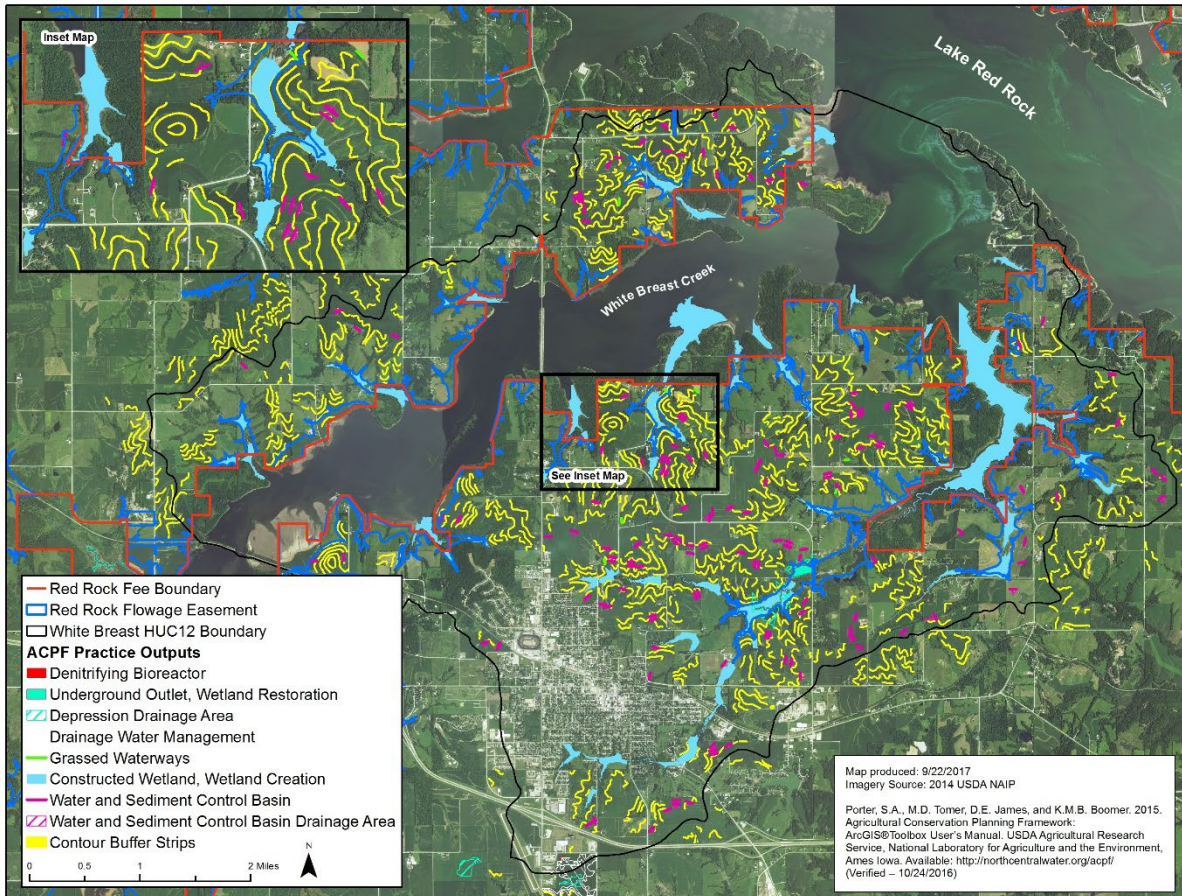 Inset Map
Lake Red Rock
White Breast Creek
See Inset Map
Red Rock Fee Boundary
Red Rock Flowage Easement
White Breast HUC12 Boundary
ACPF Practice Outputs
Denitrifying Bioreactor
Underground Outlet, Wetland Restoration
Depression Drainage Area
Drainage Water Management
Grassed Waterways
Constructed Wetland, Wetland Creation
Water and Sediment Control Basin
Water and Sediment Control Basin Drainage Area
Contour Buffer Strips
0 0.5 1 2 Miles
N
Map produced: 9/22/2017
Imagery Source: 2014 USDA NAIP
Porter, S.A., M.D. Tomer, D.E. James, and K.M.B. Boomer. 2015.
Agricultural Conservation Planning Framework:
ArcGIS®Toolbox User's Manual. USDA Agricultural Research
Service, National Laboratory for Agriculture and the Environment,
Ames Iowa. Available: http://northcentralwater.org/acpf/
(Verified – 10/24/2016)